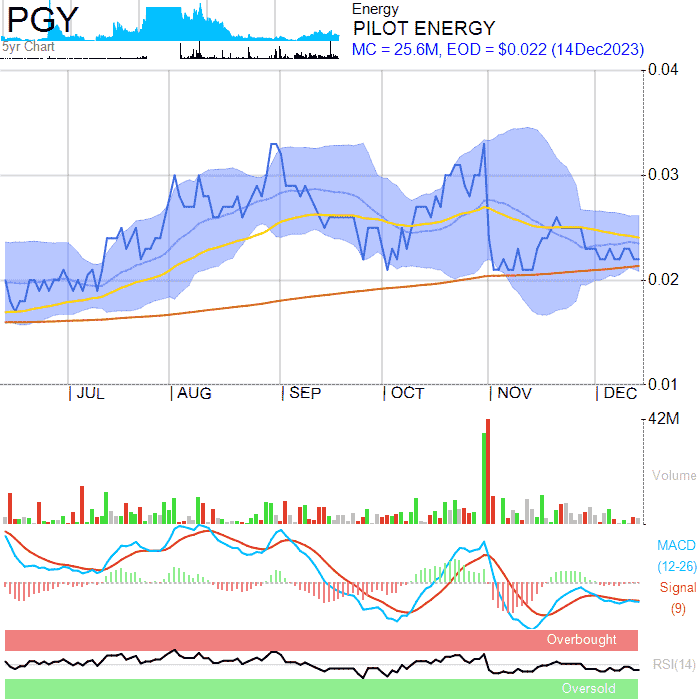 PGY
5yr Chart
Energy
PILOT ENERGY
MC = 25.6M, EOD = $0.022 (14Dec2023)
0.04
0.03
0.02
0.01
JUL AUG SEP OCT NOV DEC
42M
Volume
MACD
(12-26)
Signal
(9)
Overbought
RSI(14)
Oversold